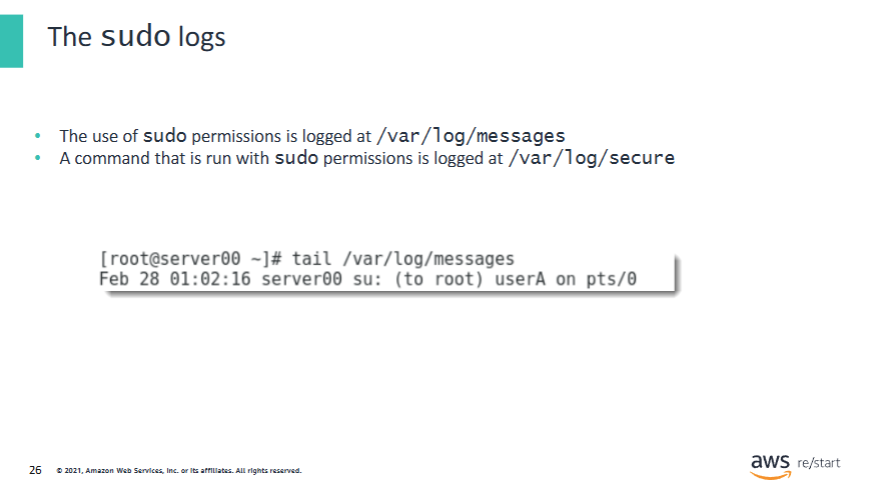 The sudo logs
• The use of sudo permissions is logged at /var/log/messages
• A command that is run with sudo permissions is logged at /var/log/secure
[root@server00 ~]# tail /var/log/messages
Feb 28 01:02:16 server00 su: (to root) userA on pts/0
26 © 2021, Amazon Web Services, Inc. or its affiliates. All rights reserved.
aws re/start